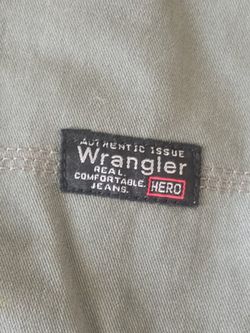 AUTHENTIC ISSUE
Wrangler
REAL.
COMFORTABLE.
JEANS. HERO